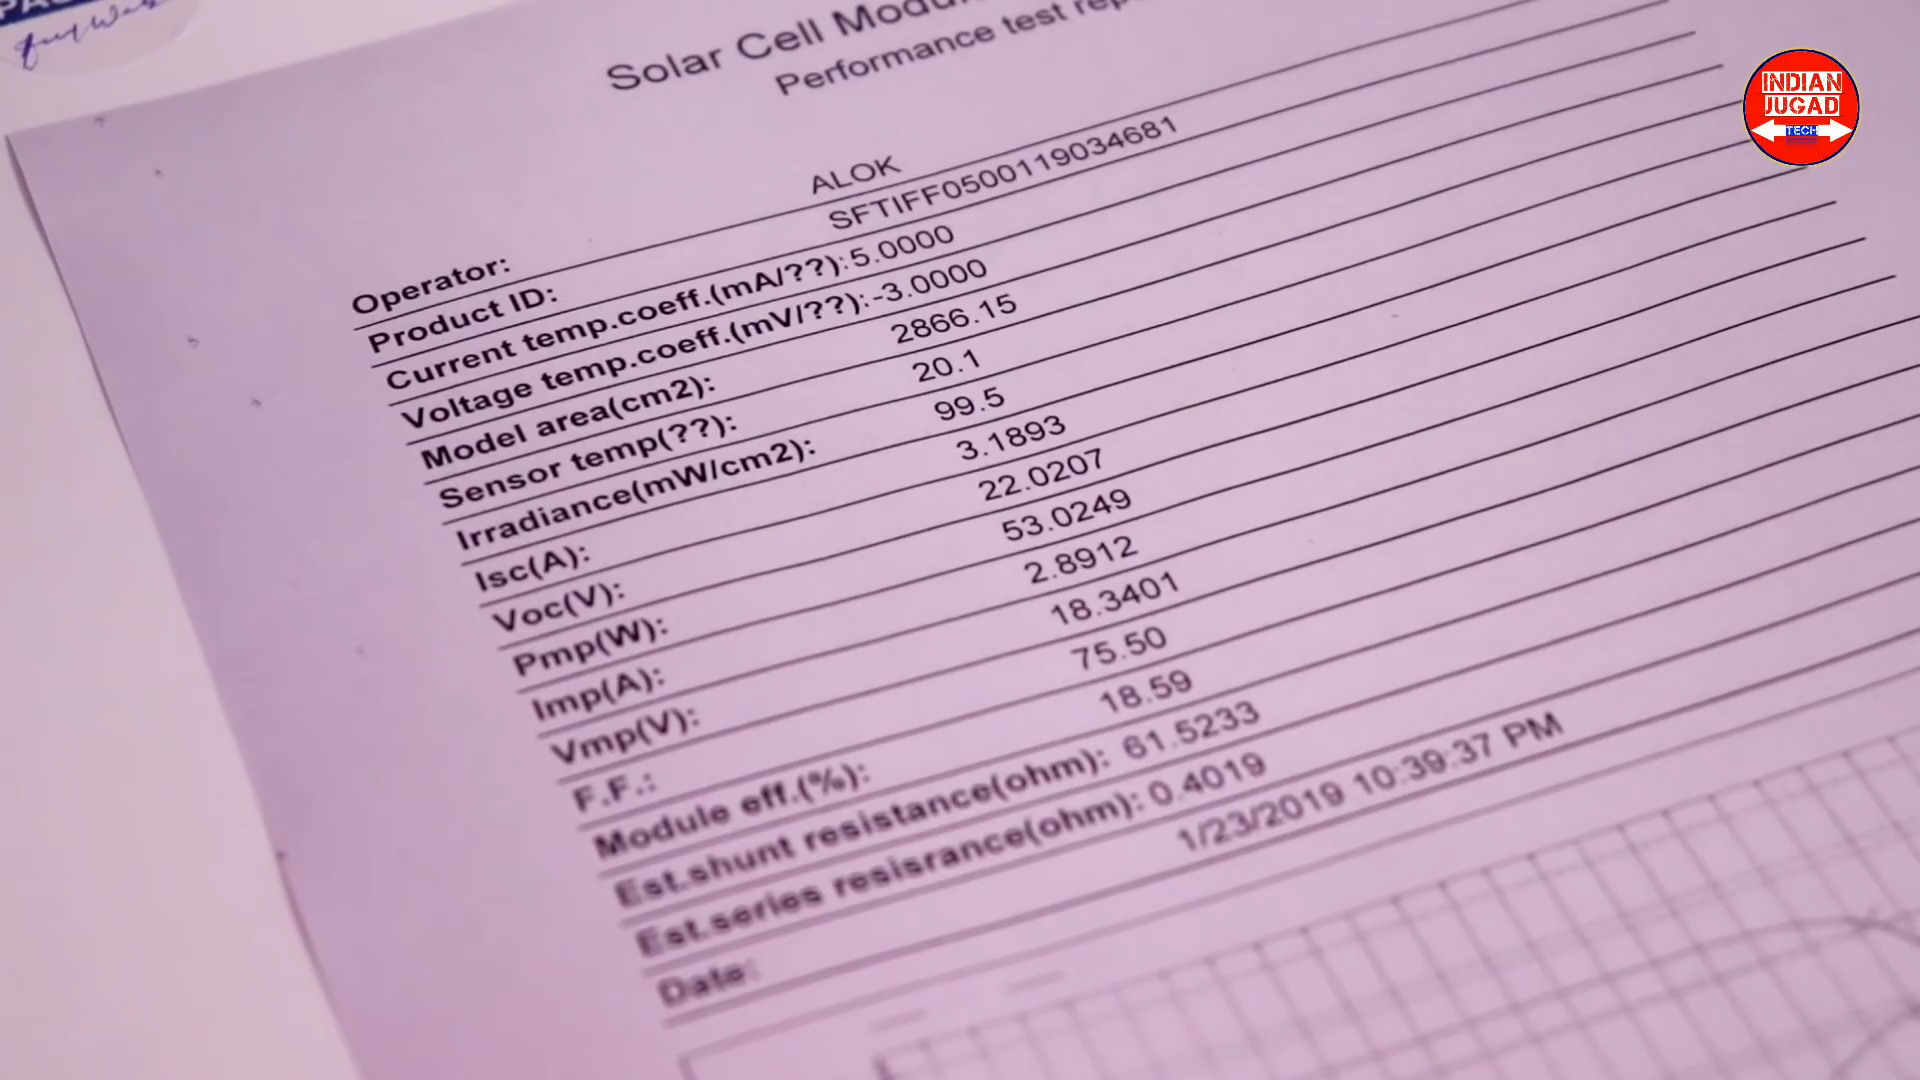 Solar Cell
Performance test
INDIAN
JUGAD
TECH
Operator: ALOK
Product ID: SFTIFF0500119034681
Current temp.coeff.(mA/??): 5.0000
Voltage temp.coeff.(mV/??): -3.0000
Model area(cm2): 2866.15
Sensor temp(??): 20.1
Irradiance(mW/cm2): 99.5
Isc(A): 3.1893
Voc(V): 22.0207
Pmp(W): 53.0249
Imp(A): 2.8912
Vmp(V): 18.3401
F.F.: 75.50
Module eff.(%): 18.59
Est.shunt resistance(ohm): 61.5233
Est.series resisrance(ohm): 0.4019
Date: 1/23/2019 10:39:37 PM